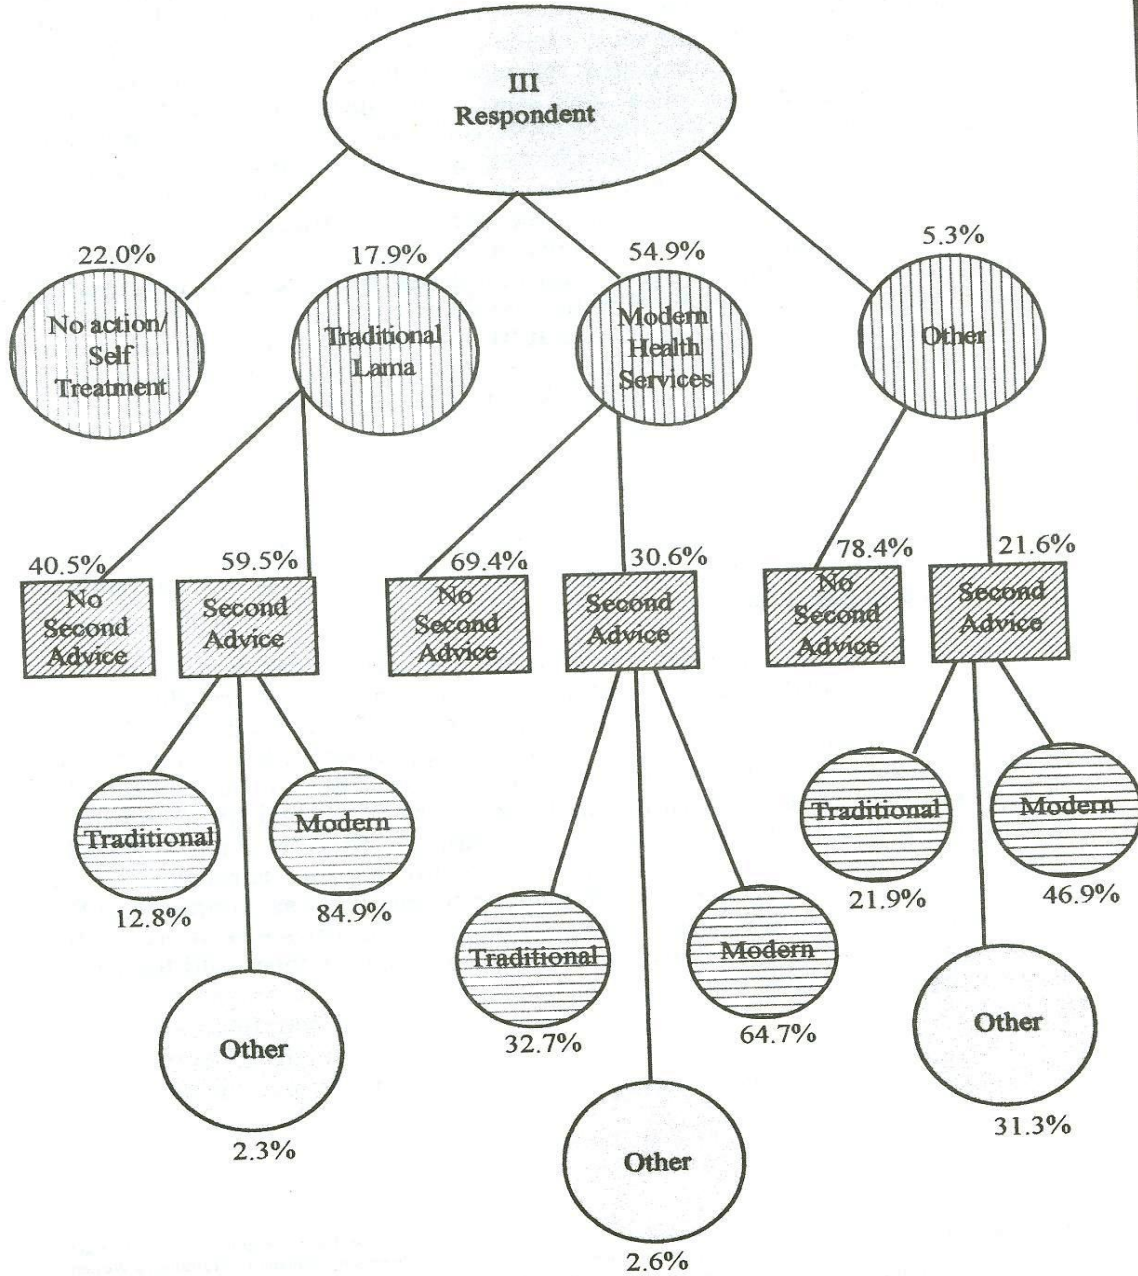 III
Respondent
22.0%
17.9%
54.9%
5.3%
No action/
Self
Treatment
Traditional
Lama
Modern
Health
Services
Other
40.5%
59.5%
69.4%
30.6%
78.4%
21.6%
No
Second
Advice
Second
Advice
No
Second
Advice
Second
Advice
No
Second
Advice
Second
Advice
Traditional
12.8%
Modern
84.9%
Other
2.3%
Traditional
32.7%
Modern
64.7%
Other
2.6%
Traditional
21.9%
Modern
46.9%
Other
31.3%